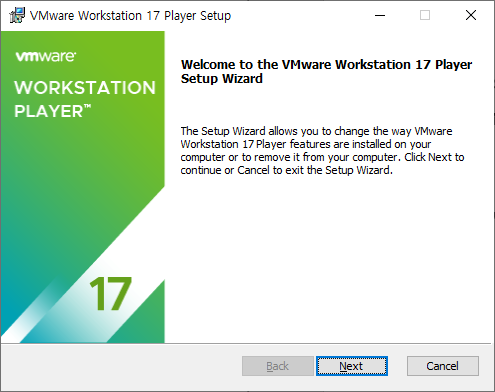 VMware Workstation 17 Player Setup
vmware®
WORKSTATION
PLAYER™
17
Welcome to the VMware Workstation 17 Player
Setup Wizard
The Setup Wizard allows you to change the way VMware
Workstation 17 Player features are installed on your
computer or to remove it from your computer. Click Next to
continue or Cancel to exit the Setup Wizard.
Back Next Cancel